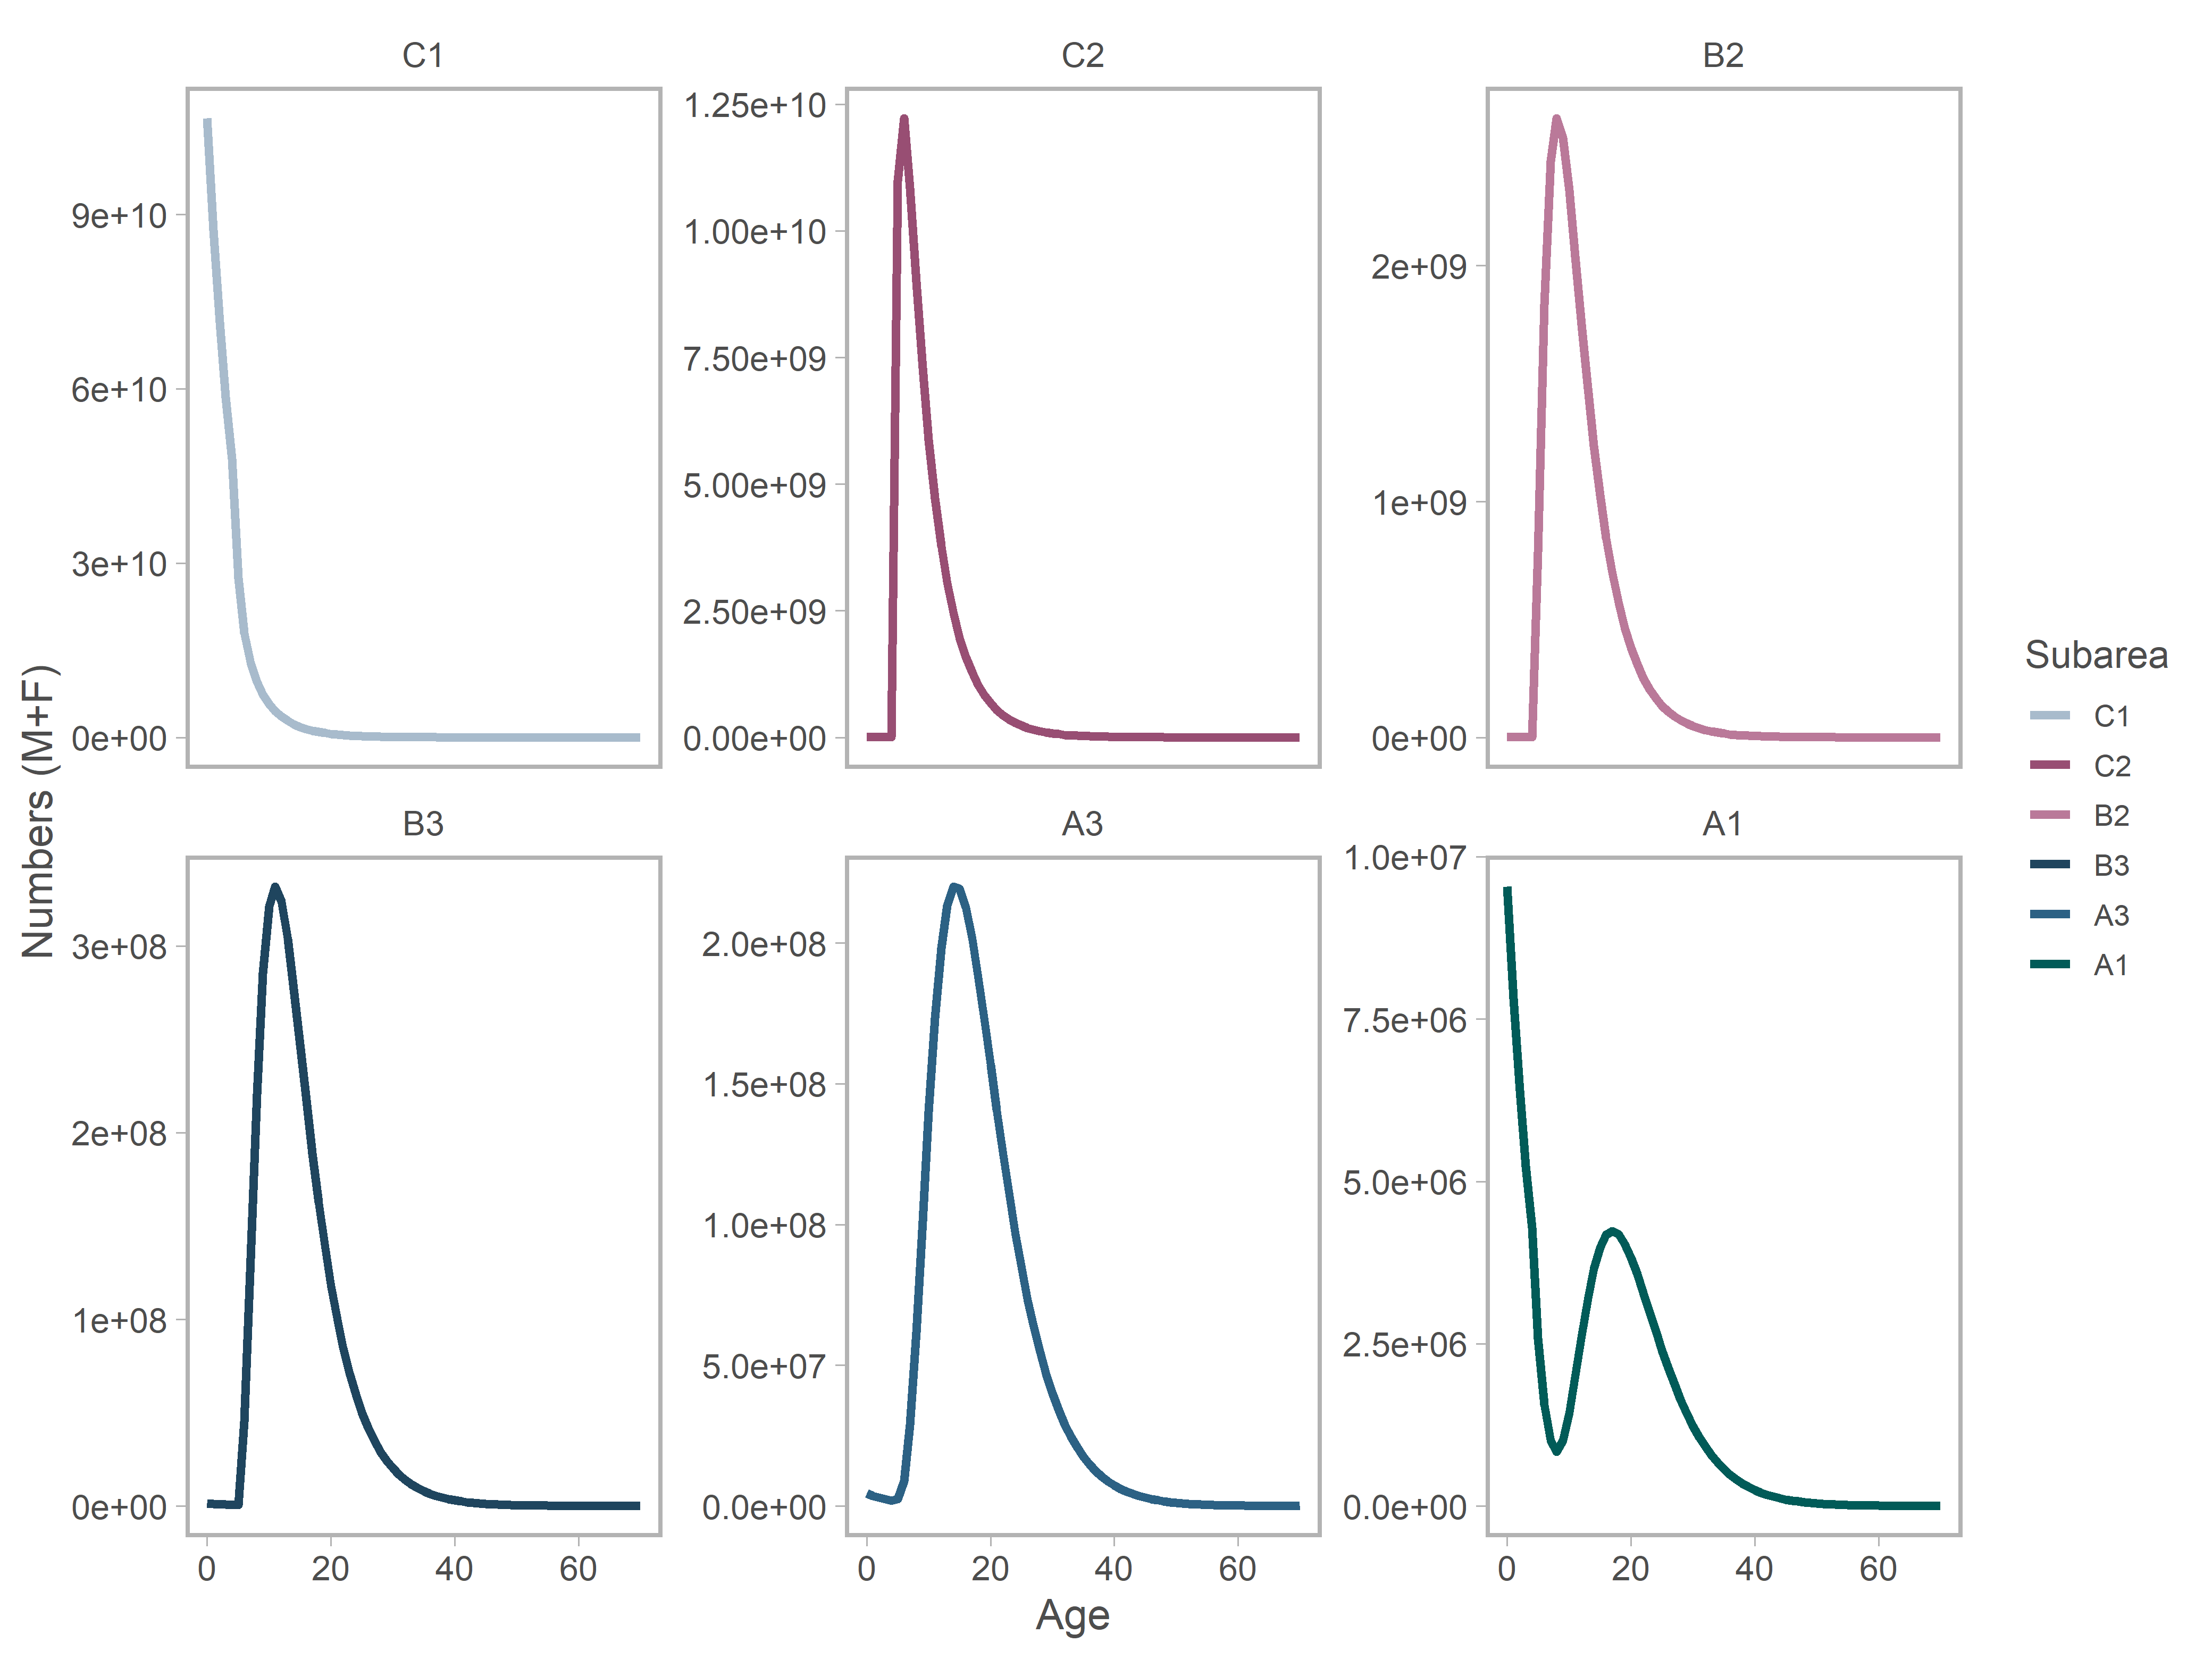 C1
C2
B2
9e+10
6e+10
3e+10
0e+00
1.25e+10
1.00e+10
7.50e+09
5.00e+09
2.50e+09
0.00e+00
2e+09
1e+09
0e+00
Numbers (M+F)
B3
A3
A1
3e+08
2e+08
1e+08
0e+00
2.0e+08
1.5e+08
1.0e+08
5.0e+07
0.0e+00
1.0e+07
7.5e+06
5.0e+06
2.5e+06
0.0e+00
0 20 40 60
0 20 40 60
0 20 40 60
Age
Subarea
C1
C2
B2
B3
A3
A1